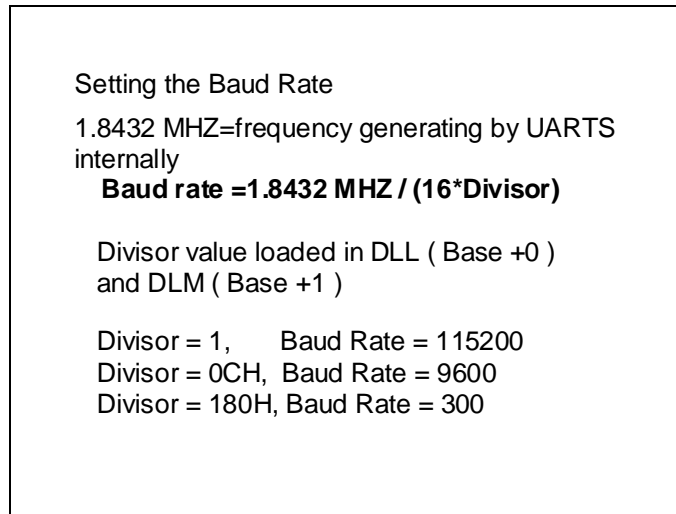 Setting the Baud Rate
1.8432 MHZ=frequency generating by UARTS
internally
Baud rate =1.8432 MHZ / (16*Divisor)
Divisor value loaded in DLL ( Base +0 )
and DLM ( Base +1 )
Divisor = 1, Baud Rate = 115200
Divisor = 0CH, Baud Rate = 9600
Divisor = 180H, Baud Rate = 300